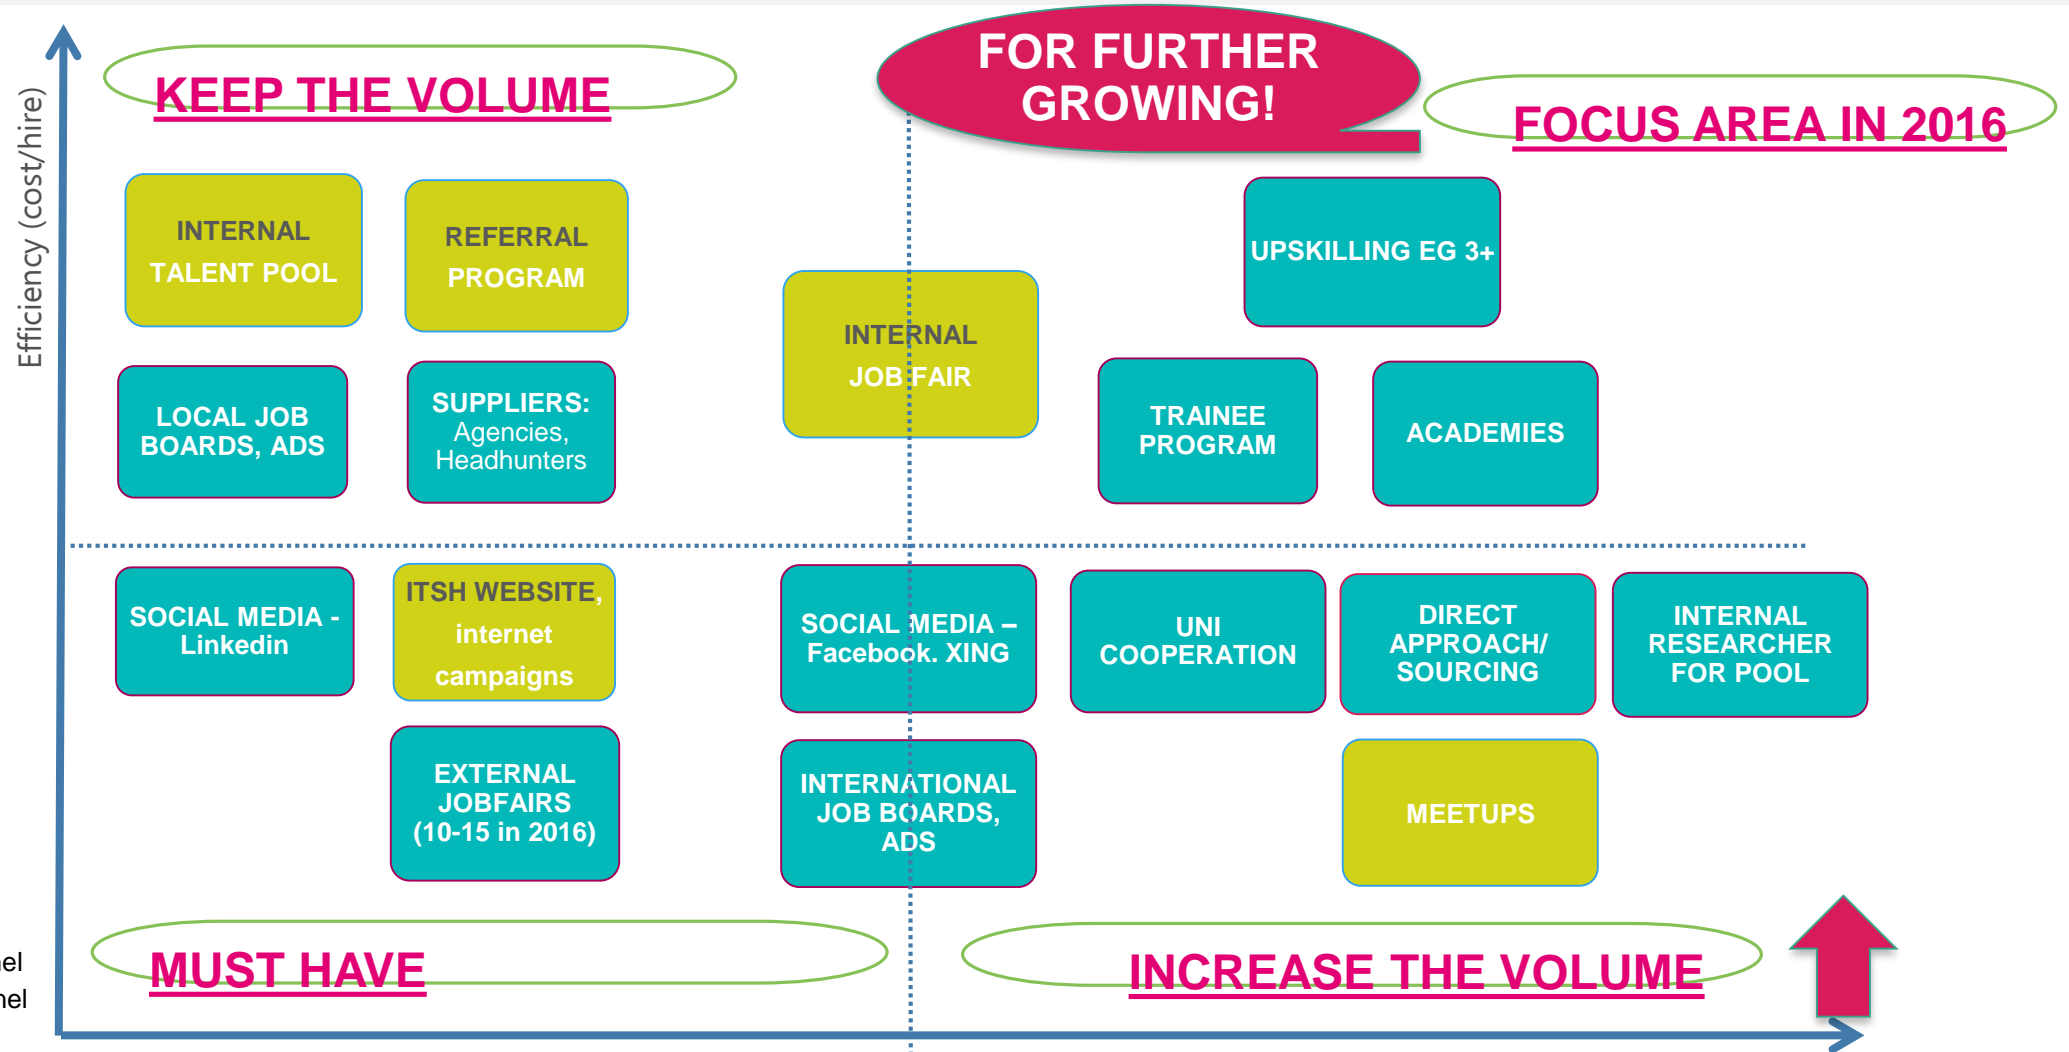 FOR FURTHER
GROWING!
KEEP THE VOLUME
FOCUS AREA IN 2016
Efficiency (cost/hire)
INTERNAL
TALENT POOL
REFERRAL
PROGRAM
UPSKILLING EG 3+
INTERNAL
JOB FAIR
LOCAL JOB
BOARDS, ADS
SUPPLIERS:
Agencies,
Headhunters
TRAINEE
PROGRAM
ACADEMIES
SOCIAL MEDIA -
Linkedin
ITSH WEBSITE,
internet
campaigns
SOCIAL MEDIA –
Facebook. XING
UNI
COOPERATION
DIRECT
APPROACH/
SOURCING
INTERNAL
RESEARCHER
FOR POOL
EXTERNAL
JOBFAIRS
(10-15 in 2016)
INTERNATIONAL
JOB BOARDS,
ADS
MEETUPS
MUST HAVE
INCREASE THE VOLUME